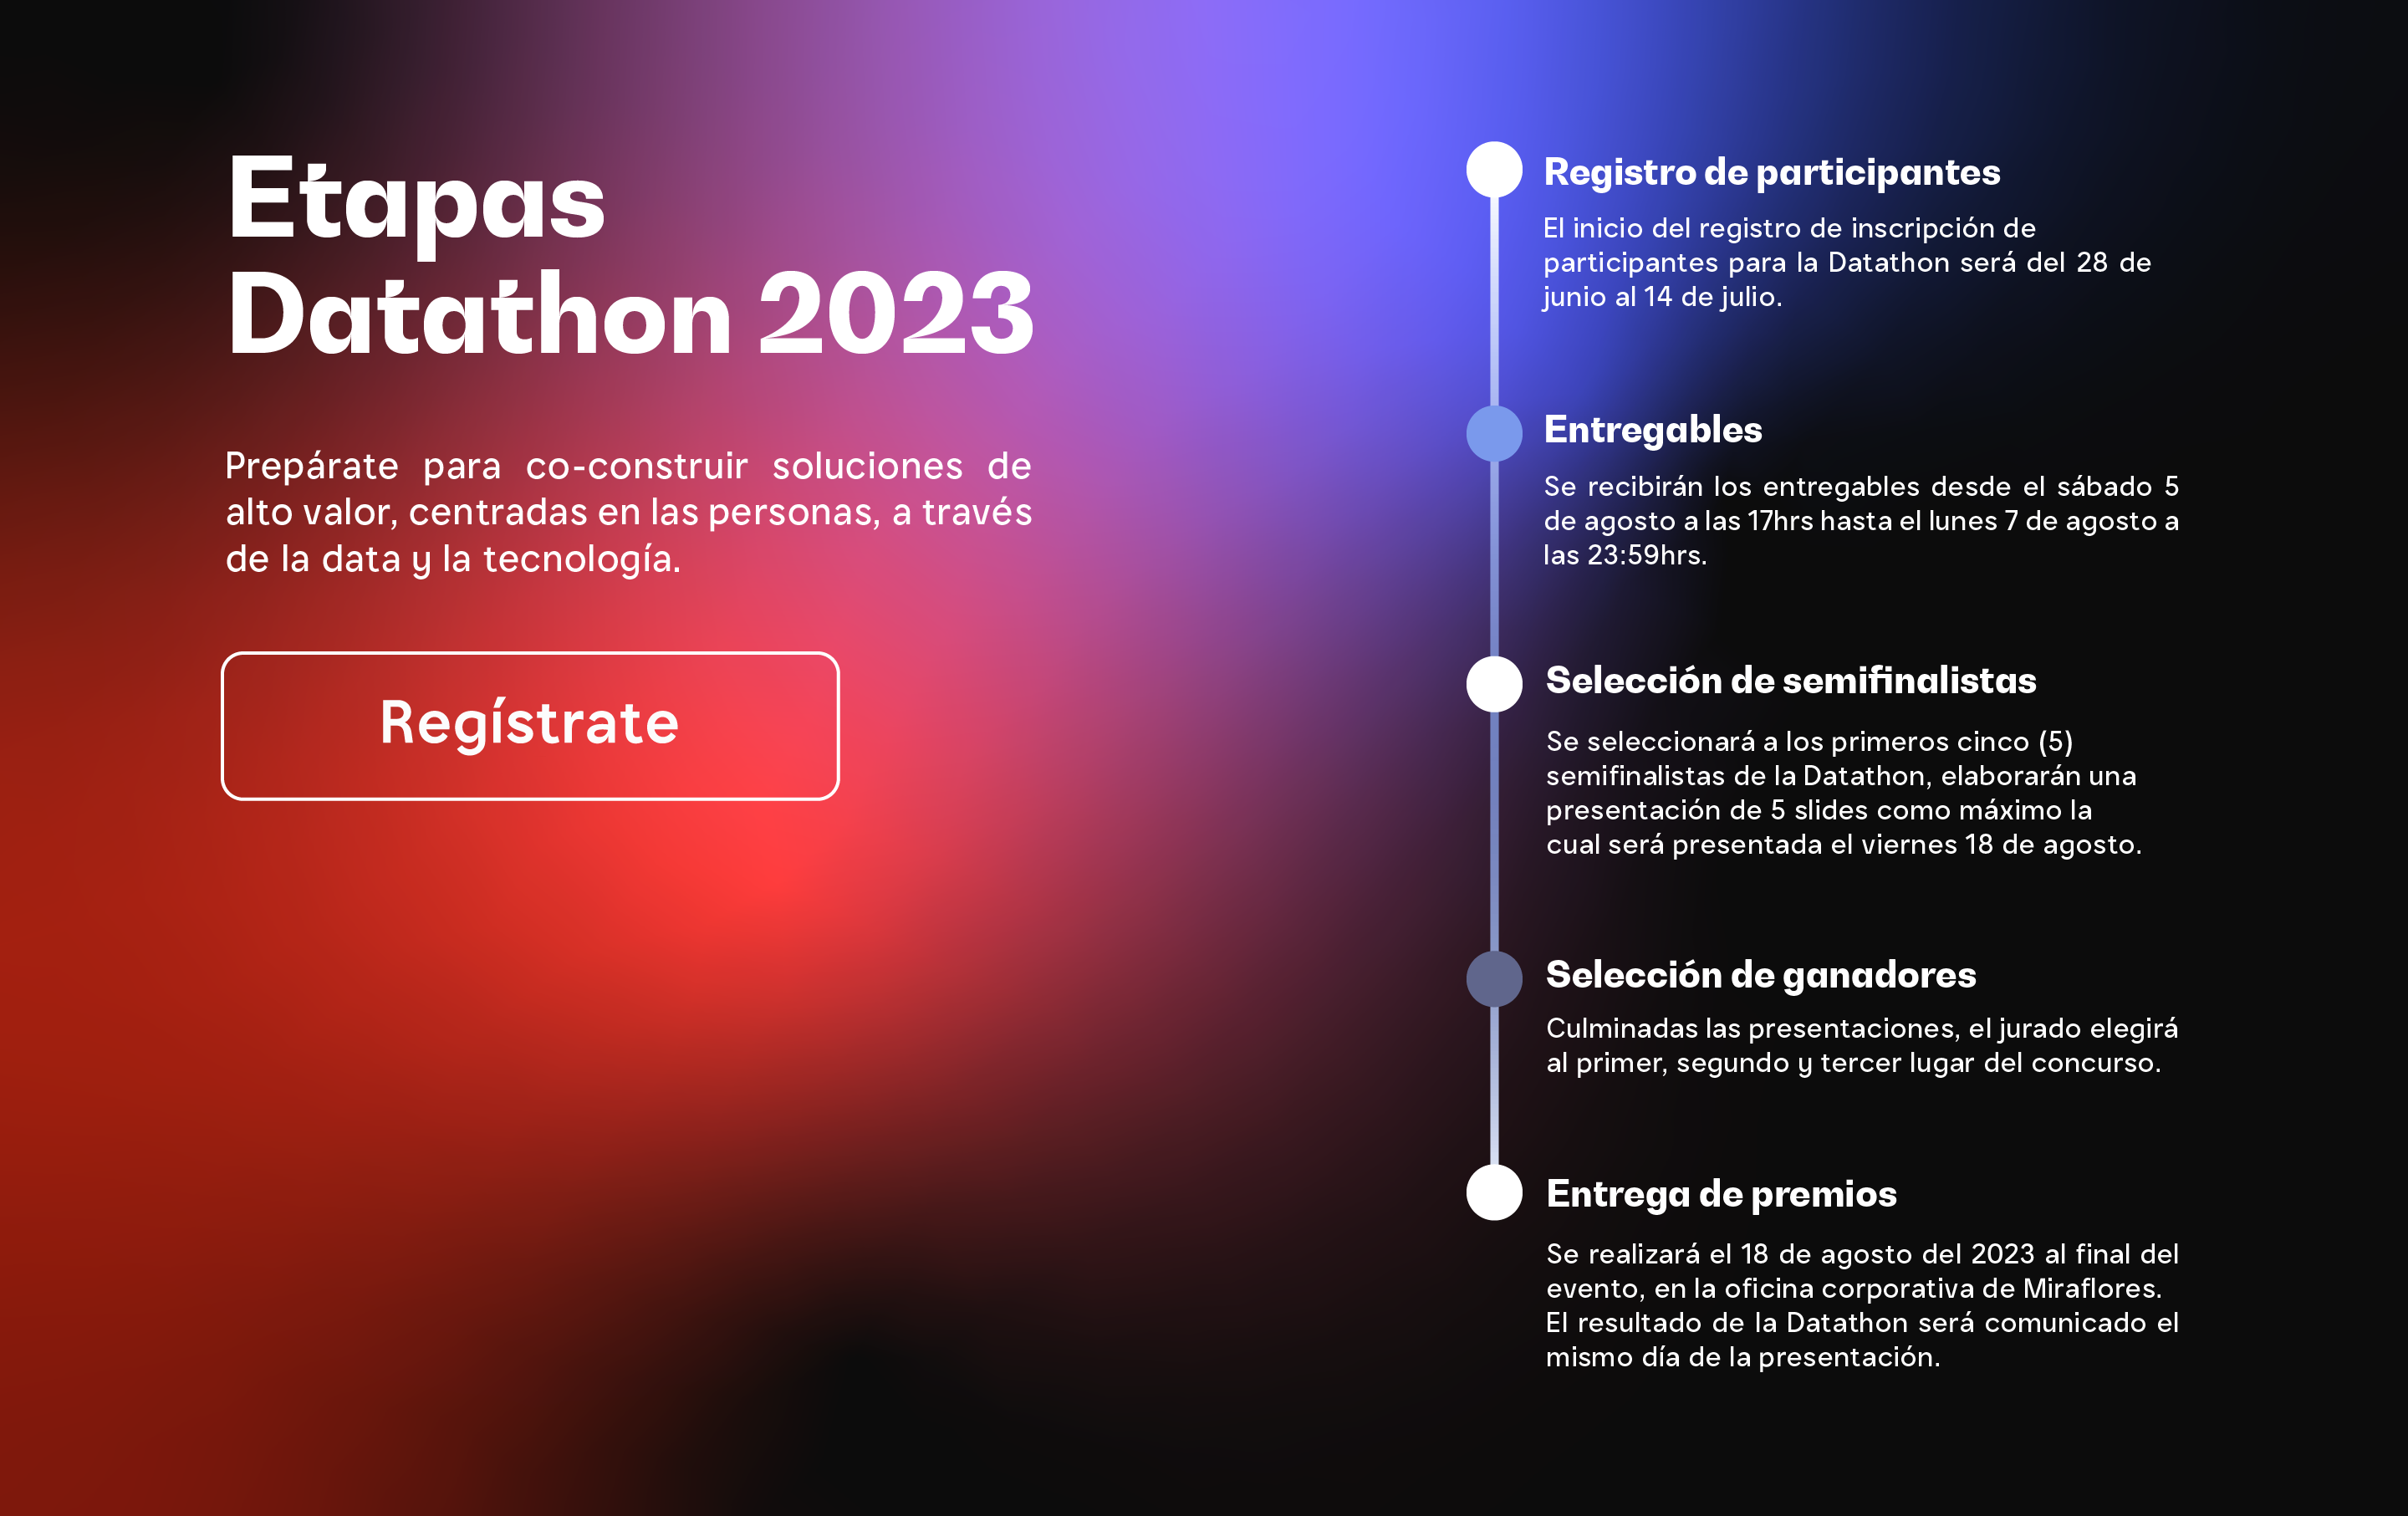 Etapas
Datathon 2023
Prepárate para co-construir soluciones de
alto valor, centradas en las personas, a través
de la data y la tecnología.
Regístrate
Registro de participantes
El inicio del registro de inscripción de
participantes para la Datathon será del 28 de
junio al 14 de julio.
Entregables
Se recibirán los entregables desde el sábado 5
de agosto a las 17hrs hasta el lunes 7 de agosto a
las 23:59hrs.
Selección de semifinalistas
Se seleccionará a los primeros cinco (5)
semifinalistas de la Datathon, elaborarán una
presentación de 5 slides como máximo la
cual será presentada el viernes 18 de agosto.
Selección de ganadores
Culminadas las presentaciones, el jurado elegirá
al primer, segundo y tercer lugar del concurso.
Entrega de premios
Se realizará el 18 de agosto del 2023 al final del
evento, en la oficina corporativa de Miraflores.
El resultado de la Datathon será comunicado el
mismo día de la presentación.